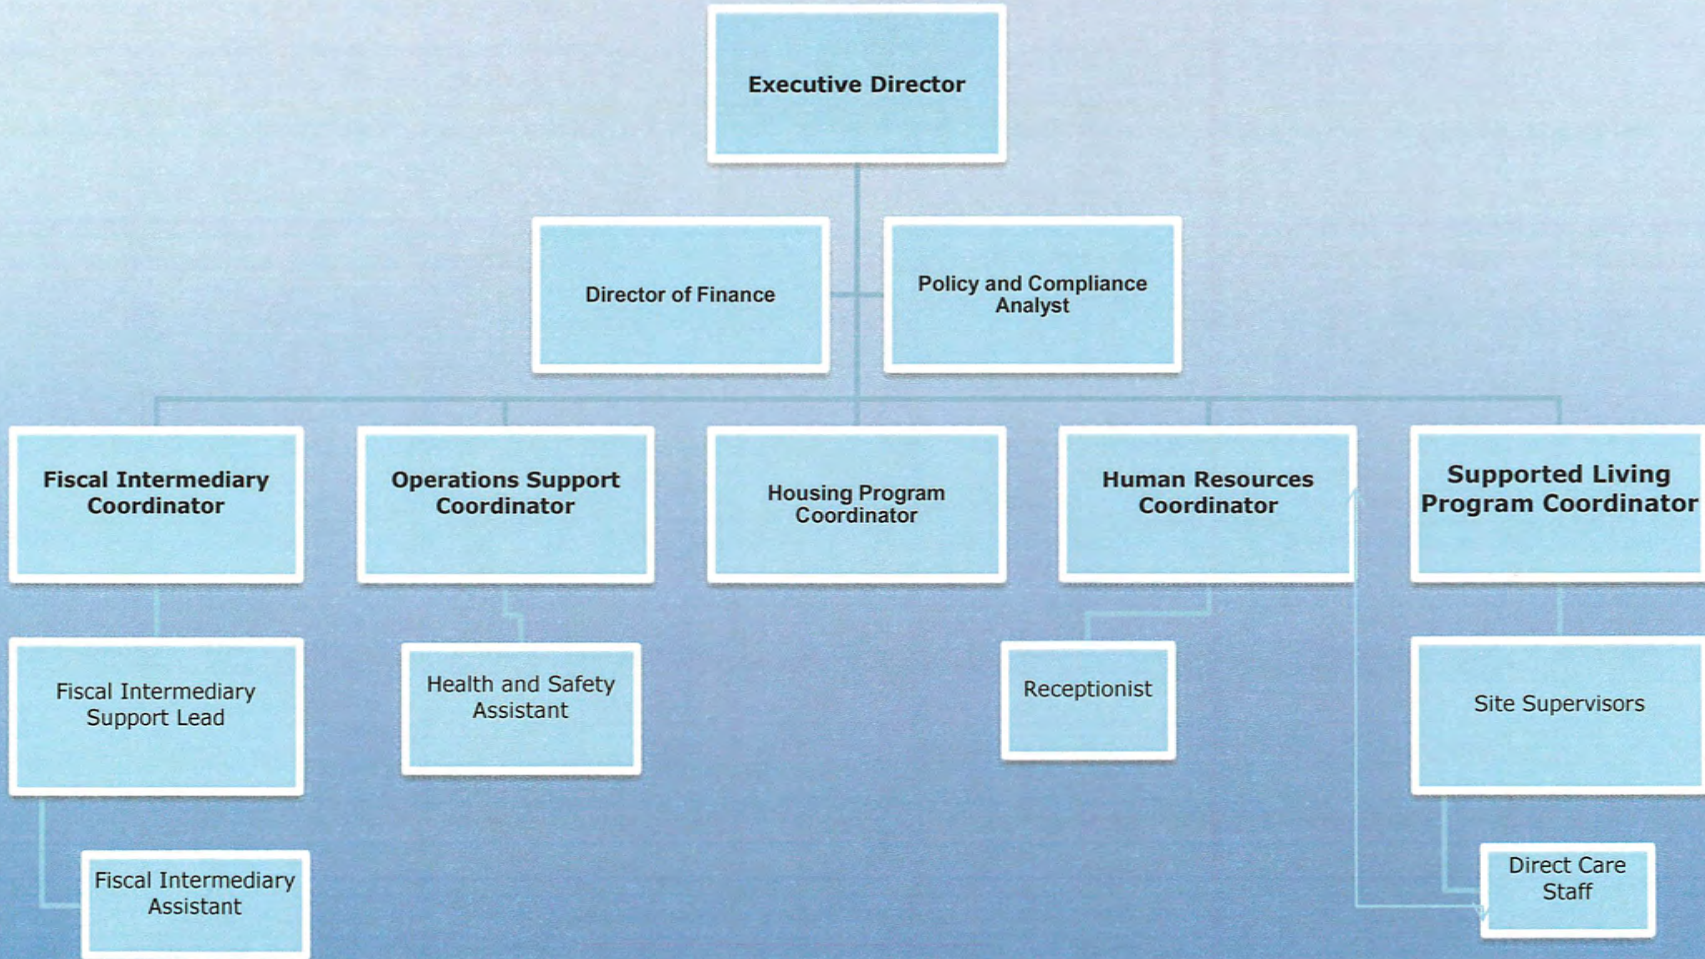 Executive Director
Director of Finance
Policy and Compliance
Analyst
Fiscal Intermediary
Coordinator
Operations Support
Coordinator
Housing Program
Coordinator
Human Resources
Coordinator
Supported Living
Program Coordinator
Fiscal Intermediary
Support Lead
Health and Safety
Assistant
Receptionist
Site Supervisors
Fiscal Intermediary
Assistant
Direct Care
Staff